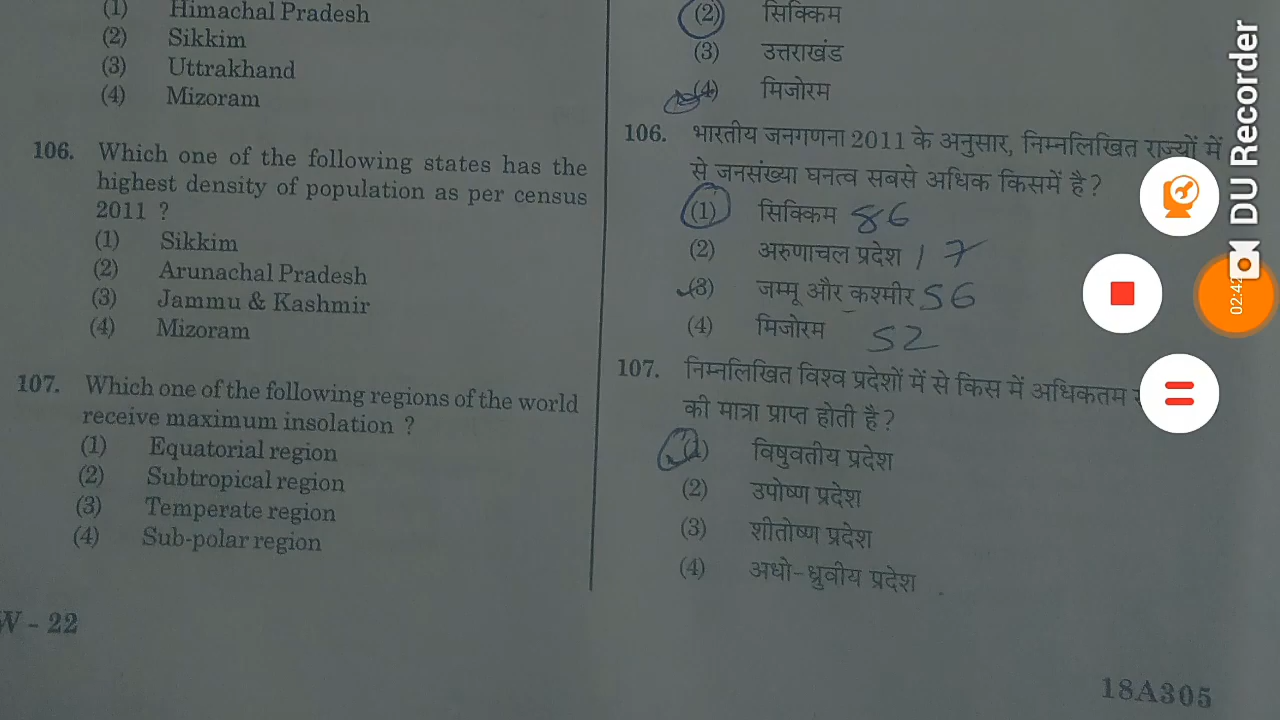 (1) Himachal Pradesh
(2) Sikkim
(3) Uttrakhand
(4) Mizoram
106. Which one of the following states has the
highest density of population as per census
2011 ?
(1) Sikkim
(2) Arunachal Pradesh
(3) Jammu & Kashmir
(4) Mizoram
107. Which one of the following regions of the world
receive maximum insolation ?
(1) Equatorial region
(2) Subtropical region
(3) Temperate region
(4) Sub-polar region
W - 22
(2) सिक्किम
(3) उत्तराखंड
(4) मिजोरम
106. भारतीय जनगणना 2011 के अनुसार, निम्नलिखित राज्यों में
से जनसंख्या घनत्व सबसे अधिक किसमें है ?
(1) सिक्किम 86
(2) अरुणाचल प्रदेश 17
(3) जम्मू और कश्मीर 56
(4) मिजोरम 52
107. निम्नलिखित विश्व प्रदेशों में से किस में अधिकतम
की मात्रा प्राप्त होती है ?
(1) विषुवतीय प्रदेश
(2) उपोष्ण प्रदेश
(3) शीतोष्ण प्रदेश
(4) अधो-ध्रुवीय प्रदेश
18A305
DU Recorder
02:42